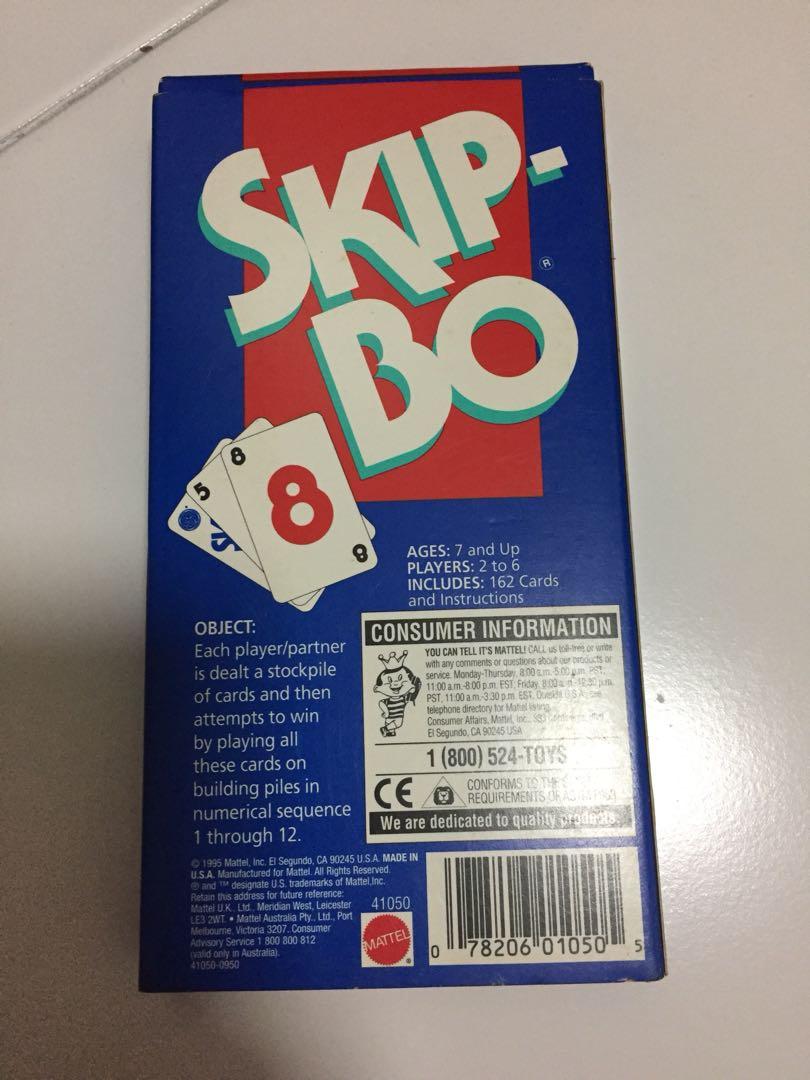 SKIP-
BO
®
8
5
8
8
AGES: 7 and Up
PLAYERS: 2 to 6
INCLUDES: 162 Cards
and Instructions
OBJECT:
Each player/partner
is dealt a stockpile
of cards and then
attempts to win
by playing all
these cards on
building piles in
numerical sequence
1 through 12.
CONSUMER INFORMATION
YOU CAN TELL IT'S MATTEL! CALL us toll-free or write
with any comments or questions about our products or
service. Monday-Thursday, 8:00 a.m.-5:00 p.m. PST,
11:00 a.m.-8:00 p.m. EST, Friday, 8:00 a.m.-12:30 p.m.
PST, 11:00 a.m.-3:30 p.m. EST. Outside U.S.A., see
telephone directory for Mattel listing.
Consumer Affairs, Mattel, Inc., 333
El Segundo, CA 90245 USA
1 (800) 524-TOYS
CE
CONFORMS TO THE
REQUIREMENTS OF
We are dedicated to quality products.
© 1995 Mattel, Inc. El Segundo, CA 90245 U.S.A. MADE IN
U.S.A. Manufactured for Mattel. All Rights Reserved.
® and ™ designate U.S. trademarks of Mattel,Inc.
Retain this address for future reference:
Mattel U.K., Ltd., Meridian West, Leicester
LE3 2WT. • Mattel Australia Pty., Ltd., Port
Melbourne, Victoria 3207. Consumer
Advisory Service 1 800 800 812
(valid only in Australia).
41050-0950
41050
MATTEL
®
0 78206 01050 5